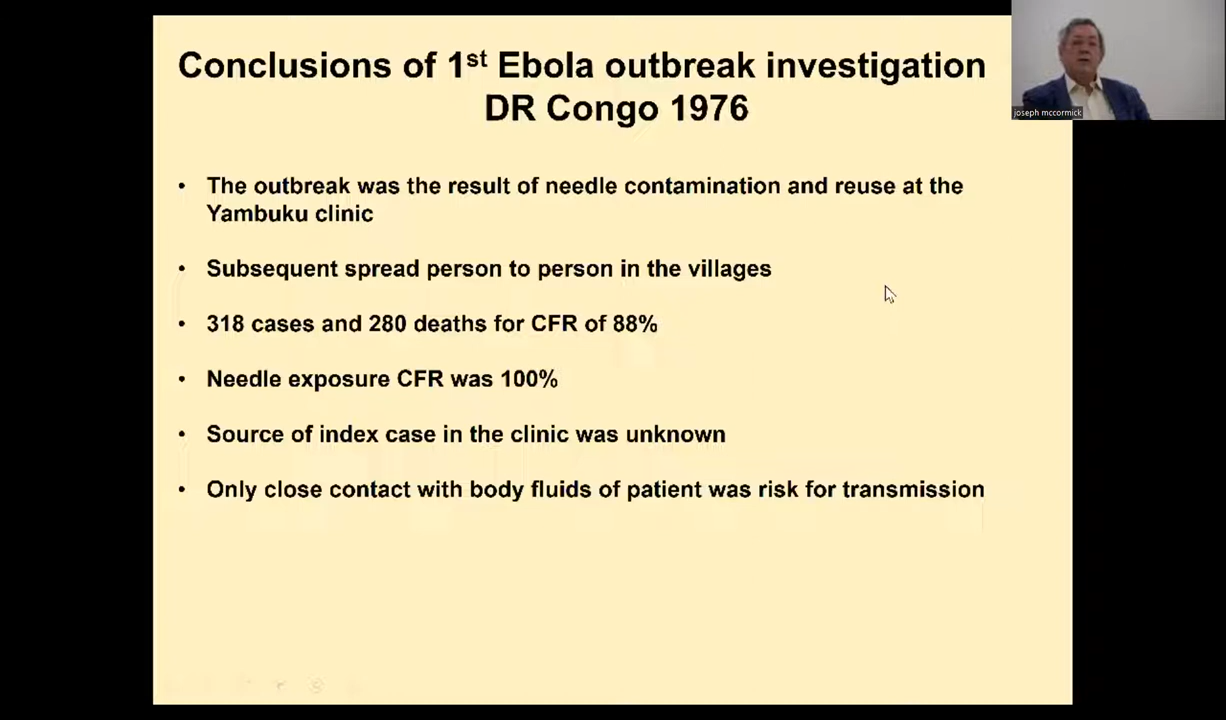 Conclusions of 1st Ebola outbreak investigation
DR Congo 1976
joseph mccormick
• The outbreak was the result of needle contamination and reuse at the
Yambuku clinic
• Subsequent spread person to person in the villages
• 318 cases and 280 deaths for CFR of 88%
• Needle exposure CFR was 100%
• Source of index case in the clinic was unknown
• Only close contact with body fluids of patient was risk for transmission